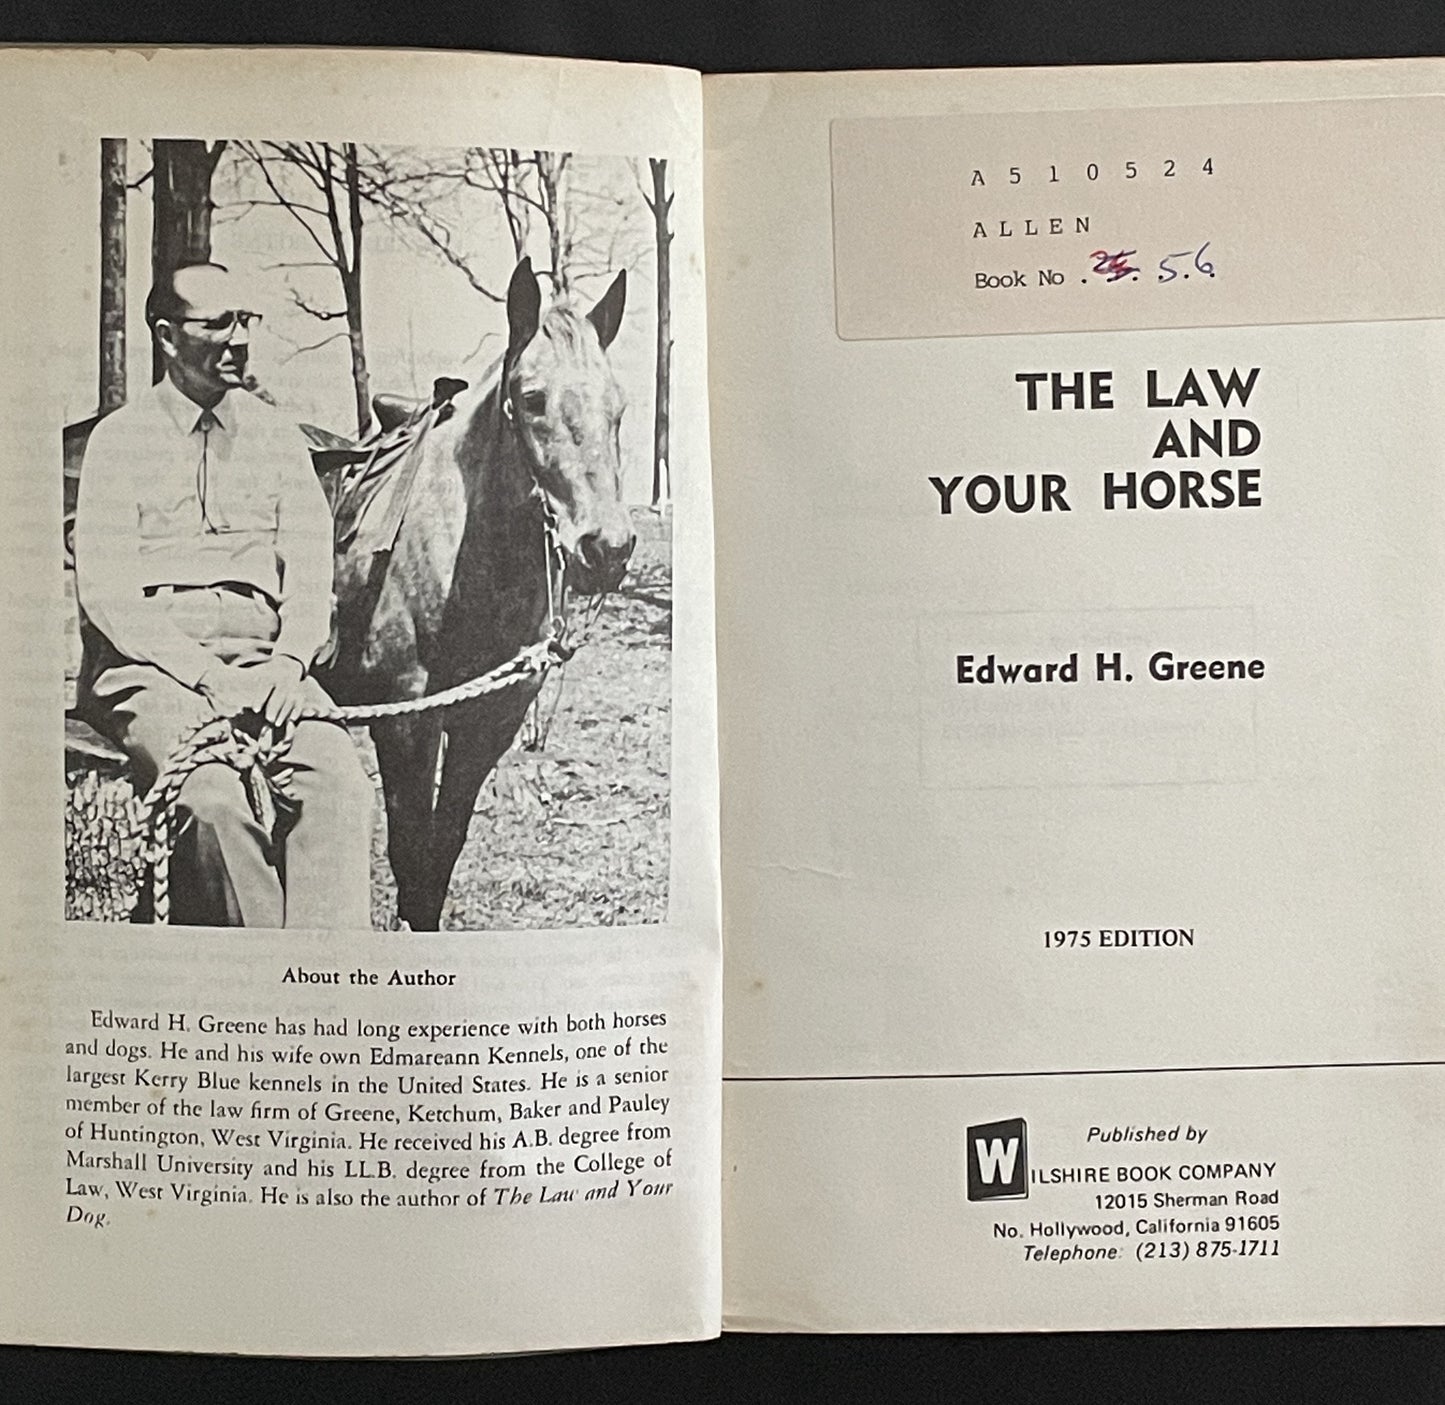 About the Author
Edward H. Greene has had long experience with both horses
and dogs. He and his wife own Edmareann Kennels, one of the
largest Kerry Blue kennels in the United States. He is a senior
member of the law firm of Greene, Ketchum, Baker and Pauley
of Huntington, West Virginia. He received his A.B. degree from
Marshall University and his LL.B. degree from the College of
Law, West Virginia. He is also the author of The Law and Your
Dog.
A 5 1 0 5 2 4
ALLEN
Book No . 5.6.
THE LAW
AND
YOUR HORSE
Edward H. Greene
1975 EDITION
Published by
WILSHIRE BOOK COMPANY
12015 Sherman Road
No. Hollywood, California 91605
Telephone: (213) 875-1711